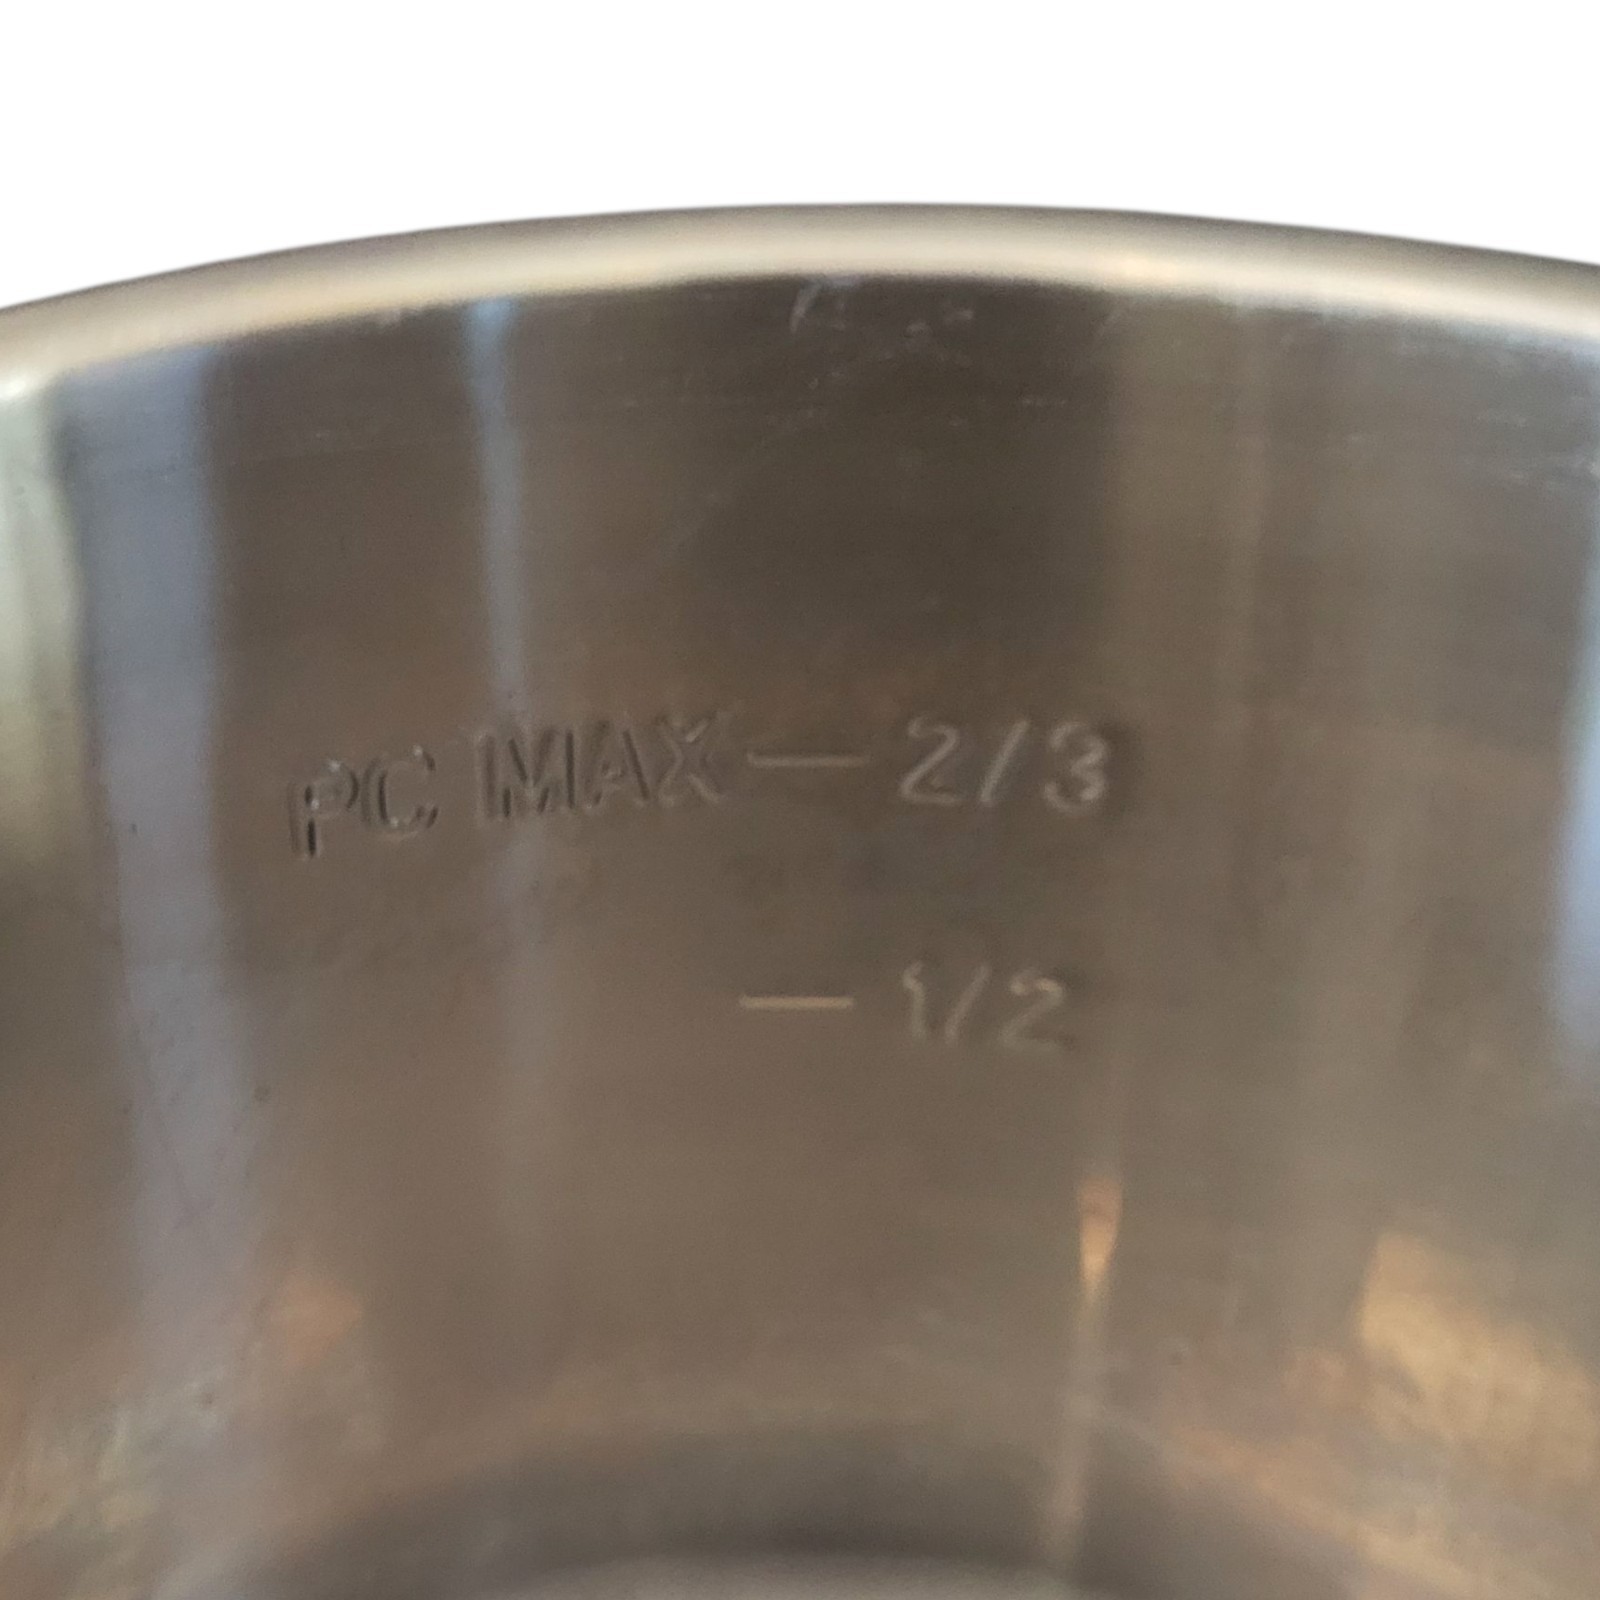 PC MAX — 2/3
— 1/2